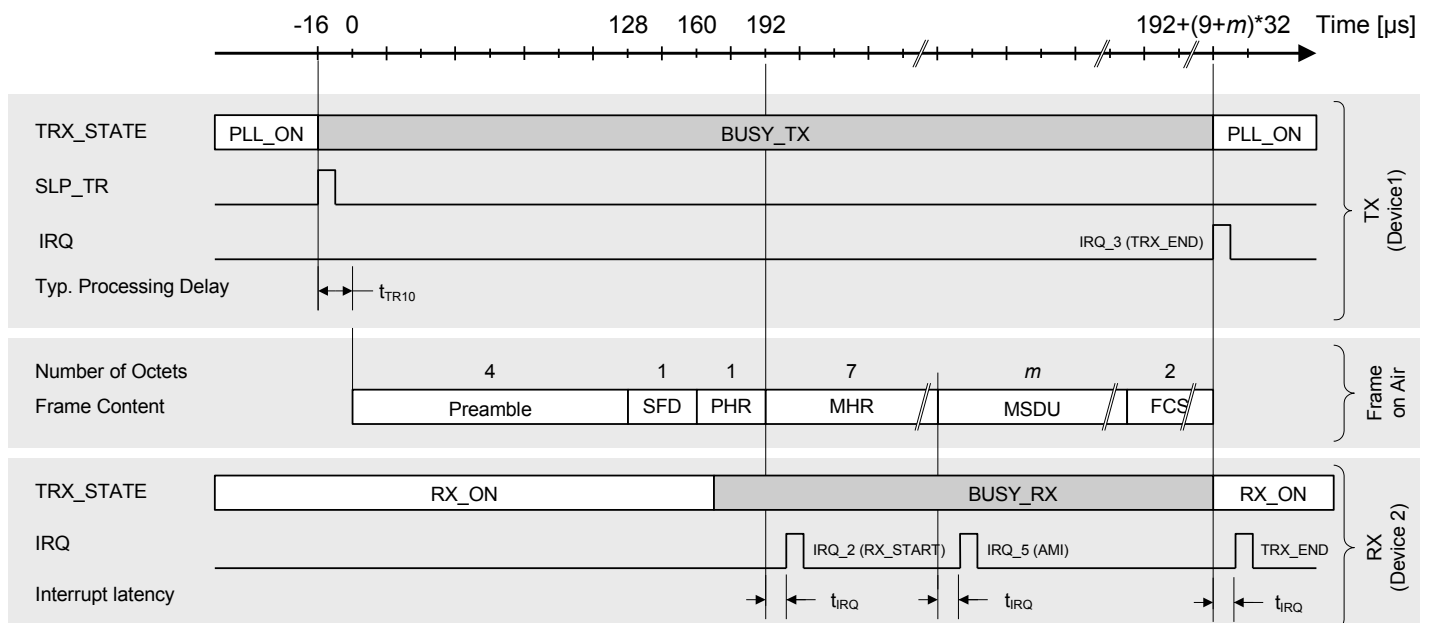 -16 0 128 160 192 192+(9+m)*32 Time [µs]
TRX_STATE PLL_ON BUSY_TX PLL_ON
SLP_TR
IRQ IRQ_3 (TRX_END)
Typ. Processing Delay tTR10
TX
(Device1)
Number of Octets 4 1 1 7 m 2
Frame Content Preamble SFD PHR MHR MSDU FCS
Frame
on Air
TRX_STATE RX_ON BUSY_RX RX_ON
IRQ IRQ_2 (RX_START) IRQ_5 (AMI) TRX_END
Interrupt latency tIRQ tIRQ tIRQ
RX
(Device 2)